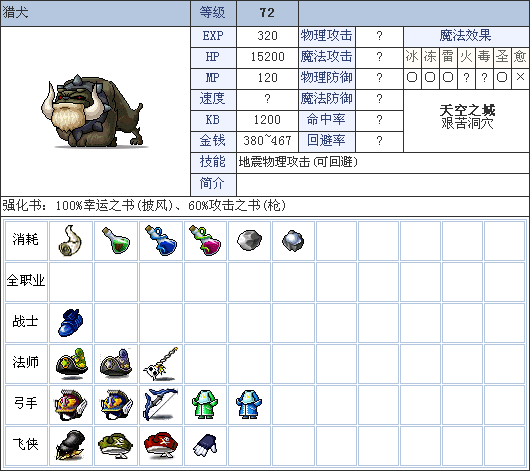 猎犬 等级 72
EXP 320 物理攻击 ? 魔法效果
HP 15200 魔法攻击 ? 冰 冻 雷 火 毒 圣 愈
MP 120 物理防御 ? ○ ○ ○ ? ? ○ ×
速度 ? 魔法防御 ? 天空之城
KB 1200 命中率 ? 艰苦洞穴
金钱 380~467 回避率 ?
技能 地震物理攻击(可回避)
简介
强化书: 100%幸运之书(披风)、60%攻击之书(枪)
消耗
全职业
战士
法师
弓手
飞侠